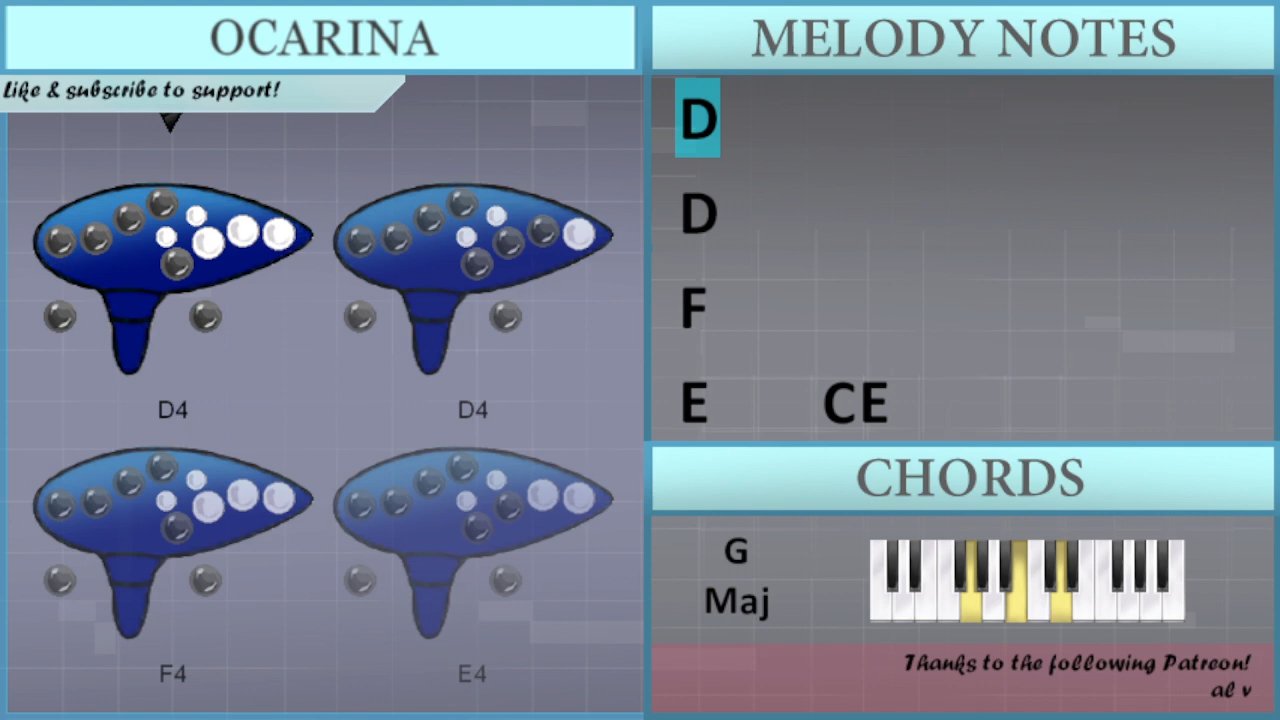 OCARINA
Like & subscribe to support!
D4
D4
F4
E4
MELODY NOTES
D
D
F
E CE
CHORDS
G
Maj
Thanks to the following Patreon!
al v